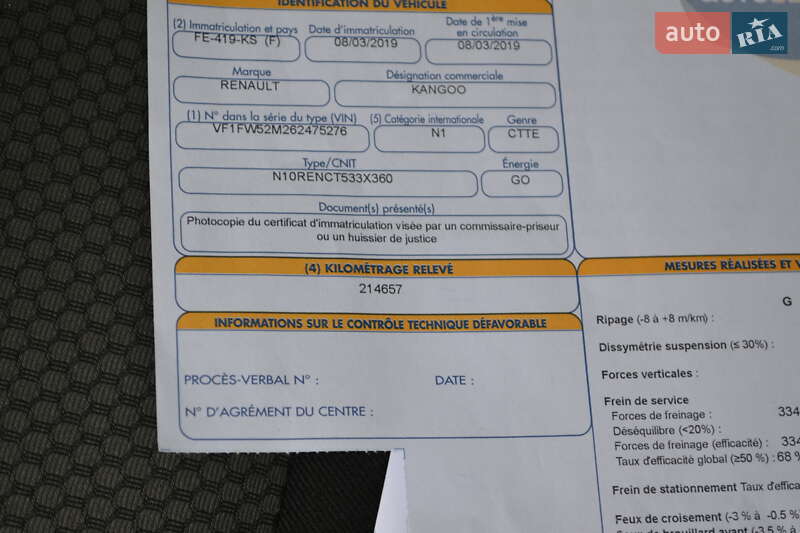 IDENTIFICATION DU VÉHICULE
(2) Immatriculation et pays
FE-419-KS (F)
Date d'immatriculation
08/03/2019
Date de 1ère mise
en circulation
08/03/2019
Marque
RENAULT
Désignation commerciale
KANGOO
(1) N° dans la série du type (VIN)
VF1FW52M262475276
(5) Catégorie internationale
N1
Genre
CTTE
Type/CNIT
N10RENCT533X360
Énergie
GO
Document(s) présenté(s)
Photocopie du certificat d'immatriculation visée par un commissaire-priseur
ou un huissier de justice
(4) KILOMÉTRAGE RELEVÉ
214657
INFORMATIONS SUR LE CONTRÔLE TECHNIQUE DÉFAVORABLE
PROCÈS-VERBAL N° :
DATE :
N° D'AGRÉMENT DU CENTRE :
MESURES RÉALISÉES ET V
G
Ripage (-8 à +8 m/km) :
Dissymétrie suspension (≤ 30%) :
Forces verticales :
Frein de service
Forces de freinage : 334
Déséquilibre (<20%) :
Forces de freinage (efficacité) : 334
Taux d'efficacité global (≥50 %) : 68 %
Frein de stationnement Taux d'effica
Feux de croisement (-3 % à -0.5 %
auto RIA
.com